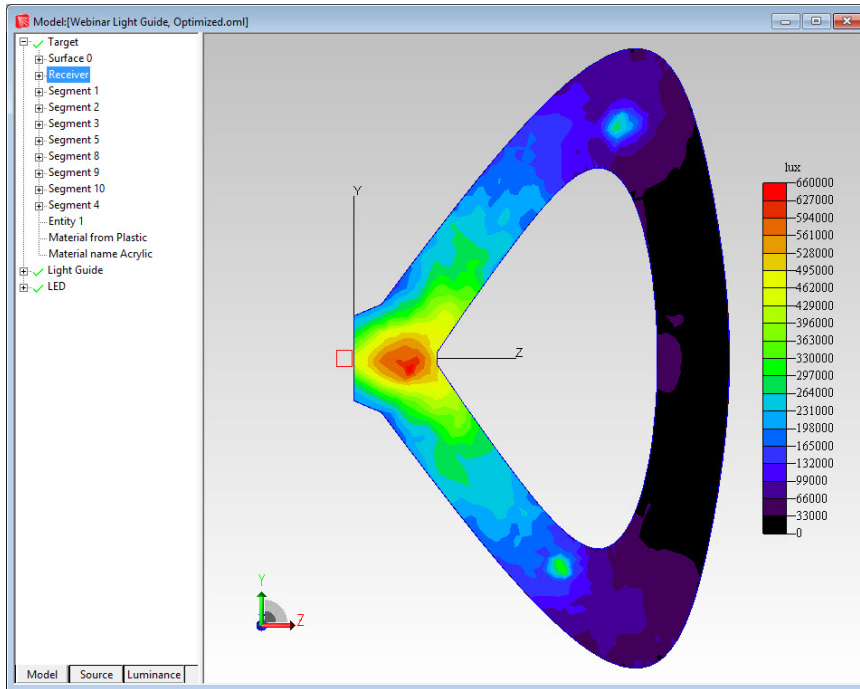 Model:[Webinar Light Guide, Optimized.oml]
Target
Surface 0
Receiver
Segment 1
Segment 2
Segment 3
Segment 5
Segment 8
Segment 9
Segment 10
Segment 4
Entity 1
Material from Plastic
Material name Acrylic
Light Guide
LED
Y
Z
lux
660000
627000
594000
561000
528000
495000
462000
429000
396000
363000
330000
297000
264000
231000
198000
165000
132000
99000
66000
33000
0
Y
Z
Model Source Luminance